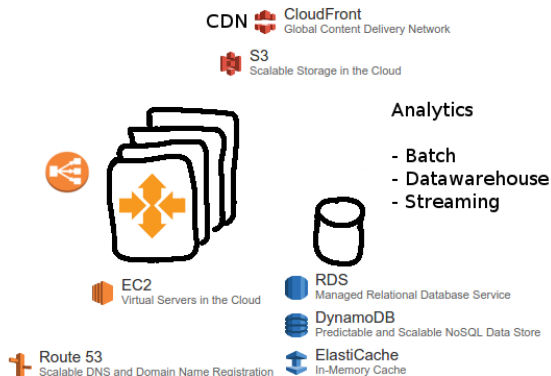 CDN CloudFront
Global Content Delivery Network
S3
Scalable Storage in the Cloud
Analytics
- Batch
- Datawarehouse
- Streaming
EC2
Virtual Servers in the Cloud
RDS
Managed Relational Database Service
DynamoDB
Predictable and Scalable NoSQL Data Store
Route 53
Scalable DNS and Domain Name Registration
ElastiCache
In-Memory Cache